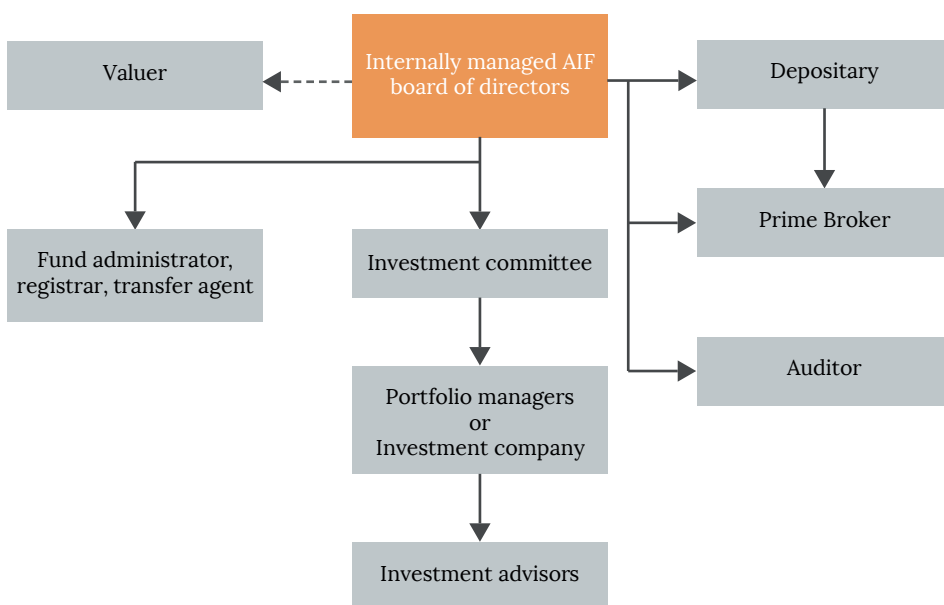 Valuer
Internally managed AIF
board of directors
Depositary
Prime Broker
Fund administrator,
registrar, transfer agent
Investment committee
Auditor
Portfolio managers
or
Investment company
Investment advisors